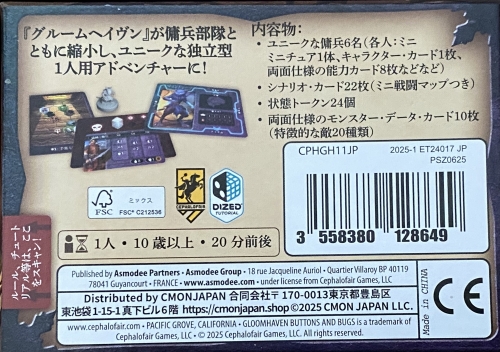 『グルームヘイヴン』が傭兵部隊と
ともに縮小し、ユニークな独立型
1人用アドベンチャーに!
内容物:
・ユニークな傭兵6名(各人:ミニ
ミニチュア1体、キャラクター・カード1枚、
両面仕様の能力カード8枚などなど)
・シナリオ・カード22枚(ミニ戦闘マップつき)
・状態トークン24個
・両面仕様のモンスター・データ・カード10枚
(特徴的な敵20種類)
CPHGH11JP
2025-1 ET24017 JP
PSZ0625
3 558380 128649
FSC
ミックス
FSC® C212536
CEPHALOFAIR
DIZED
TUTORIAL
1人・10歳以上・20分前後
ルール、チュート
リアル等は、ここ
をスキャン!
Published by Asmodee Partners - Asmodee Group • 18 rue Jacqueline Auriol • Quartier Villaroy BP 40119
78041 Guyancourt • FRANCE • www.asmodee.com - under license from Cephalofair Games LLC.
Distributed by CMONJAPAN 合同会社〒170-0013東京都豊島区
東池袋1-15-1 真下ビル6階 https://cmonjapan.shop ©2025 CMON JAPAN LLC.
www.cephalofair.com - PACIFIC GROVE, CALIFORNIA - GLOOMHAVEN BUTTONS AND BUGS is a trademark of
Cephalofair Games LLC. ©2025 Cephalofair Games LLC.
Made in CHINA
CE